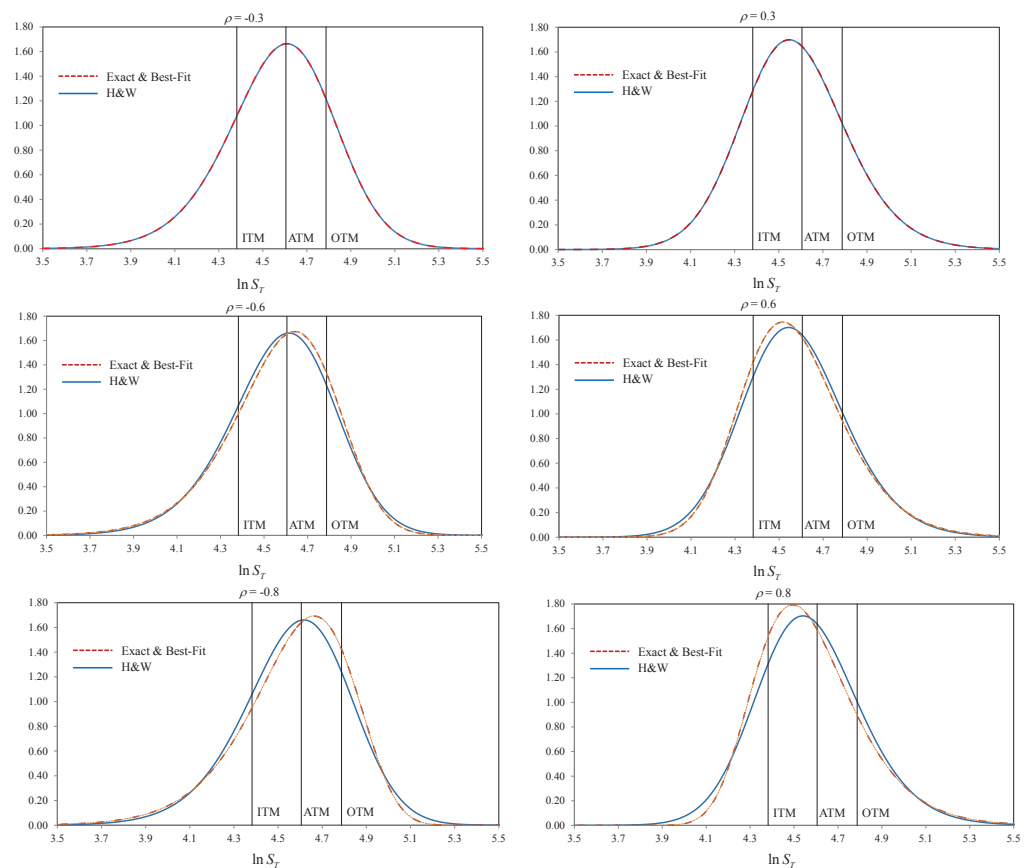 ρ = -0.3
1.80
1.60
1.40
1.20
1.00
0.80
0.60
0.40
0.20
0.00
Exact & Best-Fit
H&W
ITM
ATM
OTM
3.5 3.7 3.9 4.1 4.3 4.5 4.7 4.9 5.1 5.3 5.5
ln S_T
ρ = 0.3
1.80
1.60
1.40
1.20
1.00
0.80
0.60
0.40
0.20
0.00
Exact & Best-Fit
H&W
ITM
ATM
OTM
3.5 3.7 3.9 4.1 4.3 4.5 4.7 4.9 5.1 5.3 5.5
ln S_T
ρ = -0.6
1.80
1.60
1.40
1.20
1.00
0.80
0.60
0.40
0.20
0.00
Exact & Best-Fit
H&W
ITM
ATM
OTM
3.5 3.7 3.9 4.1 4.3 4.5 4.7 4.9 5.1 5.3 5.5
ln S_T
ρ = 0.6
1.80
1.60
1.40
1.20
1.00
0.80
0.60
0.40
0.20
0.00
Exact & Best-Fit
H&W
ITM
ATM
OTM
3.5 3.7 3.9 4.1 4.3 4.5 4.7 4.9 5.1 5.3 5.5
ln S_T
ρ = -0.8
1.80
1.60
1.40
1.20
1.00
0.80
0.60
0.40
0.20
0.00
Exact & Best-Fit
H&W
ITM
ATM
OTM
3.5 3.7 3.9 4.1 4.3 4.5 4.7 4.9 5.1 5.3 5.5
ln S_T
ρ = 0.8
1.80
1.60
1.40
1.20
1.00
0.80
0.60
0.40
0.20
0.00
Exact & Best-Fit
H&W
ITM
ATM
OTM
3.5 3.7 3.9 4.1 4.3 4.5 4.7 4.9 5.1 5.3 5.5
ln S_T